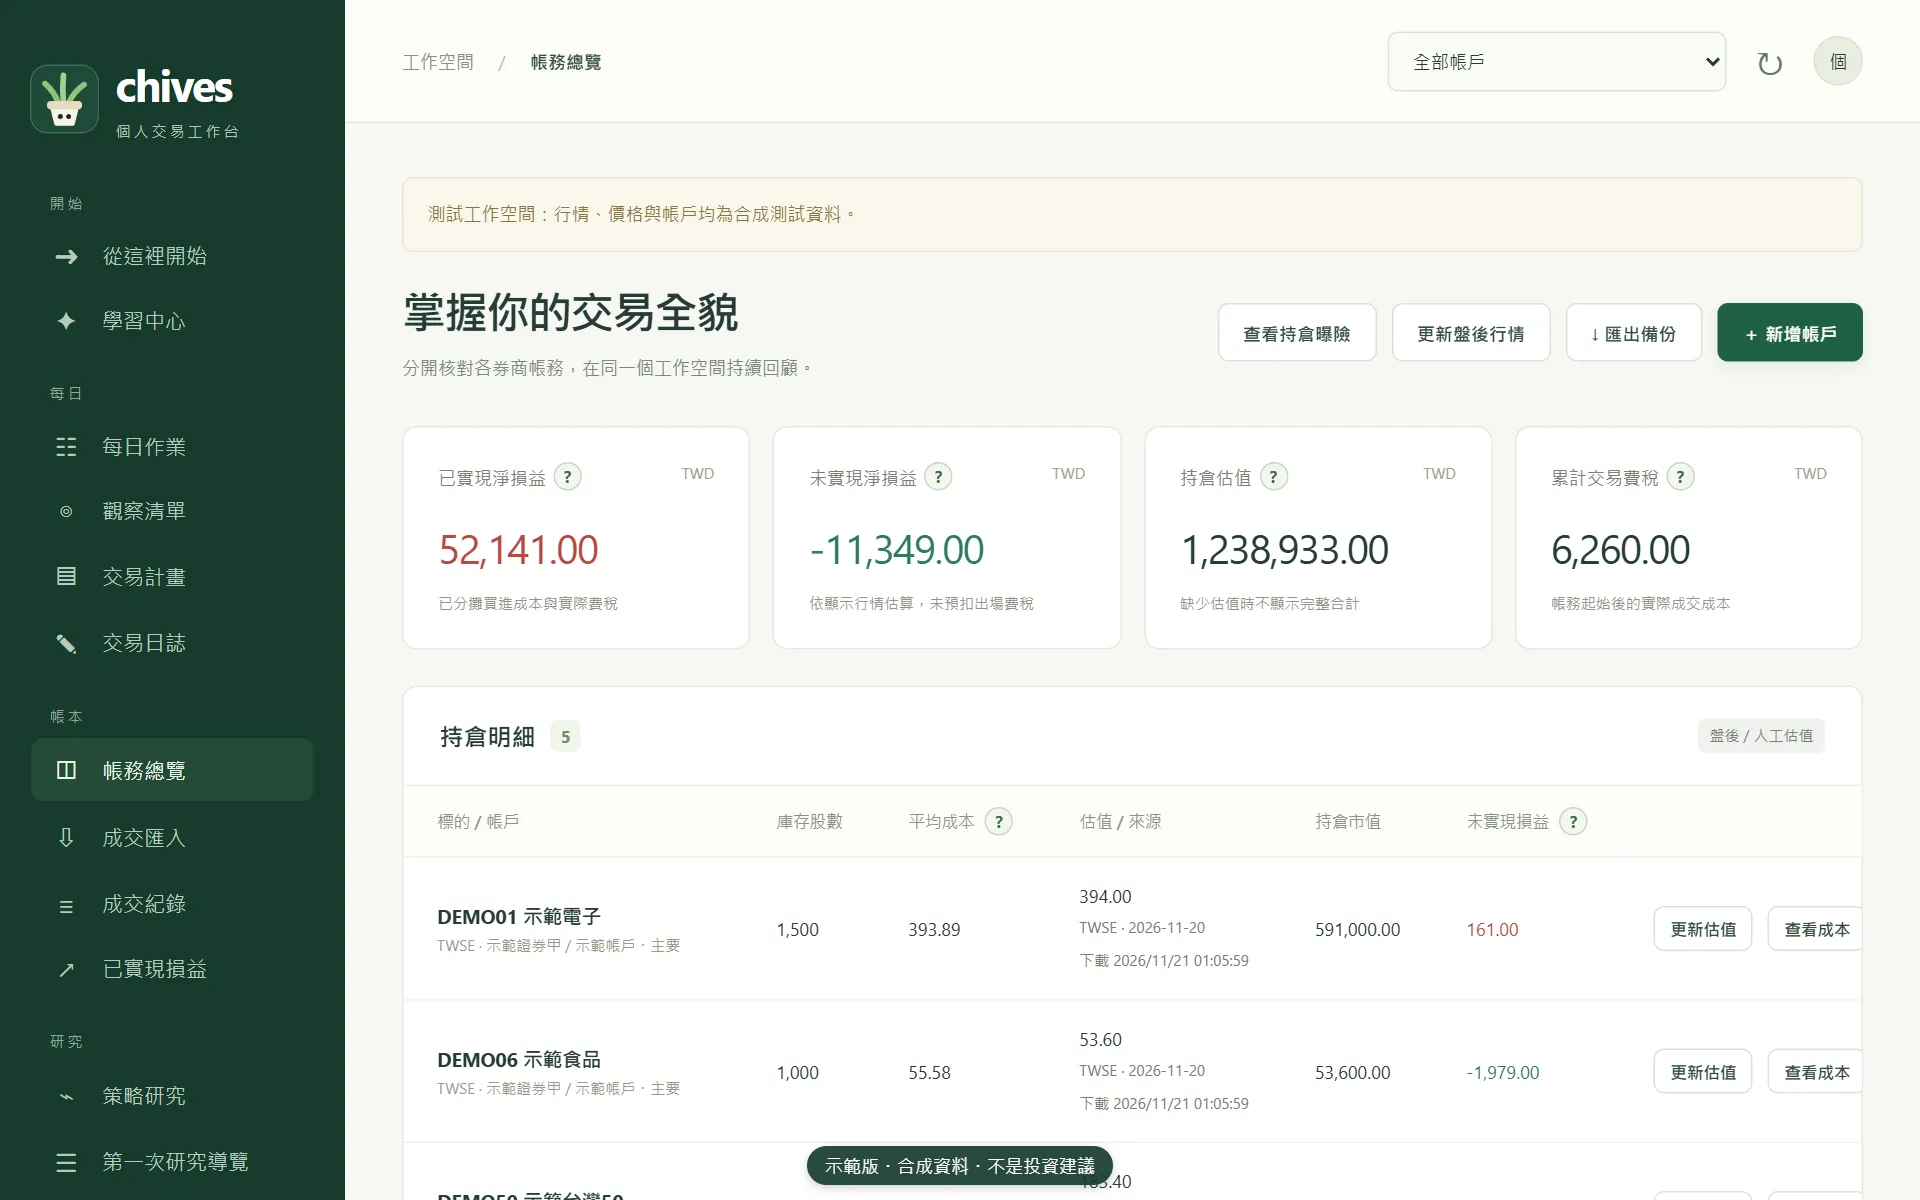 chives
個人交易工作台
開始
從這裡開始
學習中心
每日
每日作業
觀察清單
交易計畫
交易日誌
帳本
帳務總覽
成交匯入
成交紀錄
已實現損益
研究
策略研究
第一次研究導覽
工作空間 / 帳務總覽
全部帳戶
個
測試工作空間：行情、價格與帳戶均為合成測試資料。
掌握你的交易全貌
分開核對各券商帳務，在同一個工作空間持續回顧。
查看持倉曝險
更新盤後行情
↓ 匯出備份
+ 新增帳戶
已實現淨損益 ? TWD
52,141.00
已分攤買進成本與實際費稅
未實現淨損益 ? TWD
-11,349.00
依顯示行情估算，未預扣出場費稅
持倉估值 ? TWD
1,238,933.00
缺少估值時不顯示完整合計
累計交易費稅 ? TWD
6,260.00
帳務起始後的實際成交成本
持倉明細 5
盤後 / 人工估值
標的 / 帳戶 庫存股數 平均成本 ? 估值 / 來源 持倉市值 未實現損益 ?
DEMO01 示範電子
TWSE · 示範證券甲 / 示範帳戶 · 主要
1,500
393.89
394.00
TWSE · 2026-11-20
下載 2026/11/21 01:05:59
591,000.00
161.00
更新估值
查看成本
DEMO06 示範食品
TWSE · 示範證券甲 / 示範帳戶 · 主要
1,000
55.58
53.60
TWSE · 2026-11-20
下載 2026/11/21 01:05:59
53,600.00
-1,979.00
更新估值
查看成本
DEMO50 示範台灣50
示範版 · 合成資料 · 不是投資建議